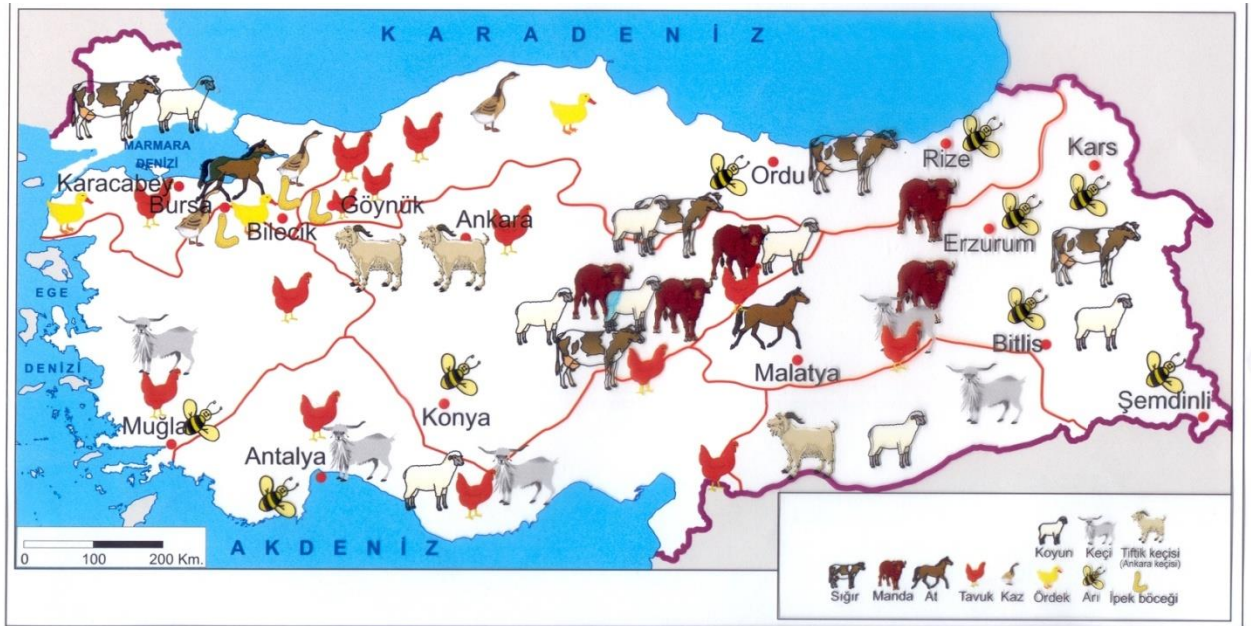 KARADENİZ
MARMARA
DENİZİ
Karacabey
Bursa
Bilecik
Göynük
Ankara
Ordu
Rize
Kars
Erzurum
EGE
DENİZİ
Malatya
Bitlis
Şemdinli
Konya
Muğla
Antalya
AKDENİZ
0 100 200 Km.
Koyun Keçi Tiftik keçisi
(Ankara keçisi)
Sığır Manda At Tavuk Kaz Ördek Arı İpek böceği